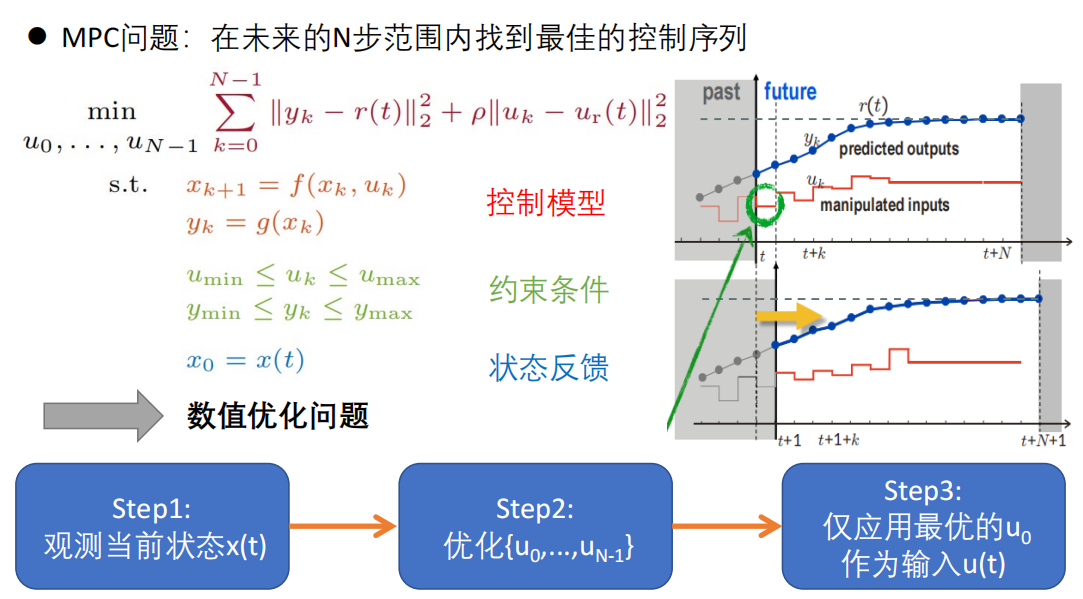 ● MPC问题：在未来的N步范围内找到最佳的控制序列
N−1
min ∑ ‖y_k − r(t)‖₂² + ρ‖u_k − u_r(t)‖₂²
u₀, . . . , u_{N−1} k=0
s.t. x_{k+1} = f(x_k, u_k)
y_k = g(x_k)
控制模型
u_min ≤ u_k ≤ u_max
y_min ≤ y_k ≤ y_max
约束条件
x₀ = x(t)
状态反馈
数值优化问题
past future
r(t)
y_k
predicted outputs
u_k
manipulated inputs
t t+k t+N
t+1 t+1+k t+N+1
Step1:
观测当前状态x(t)
Step2:
优化{u₀,...,u_{N-1}}
Step3:
仅应用最优的u₀
作为输入u(t)